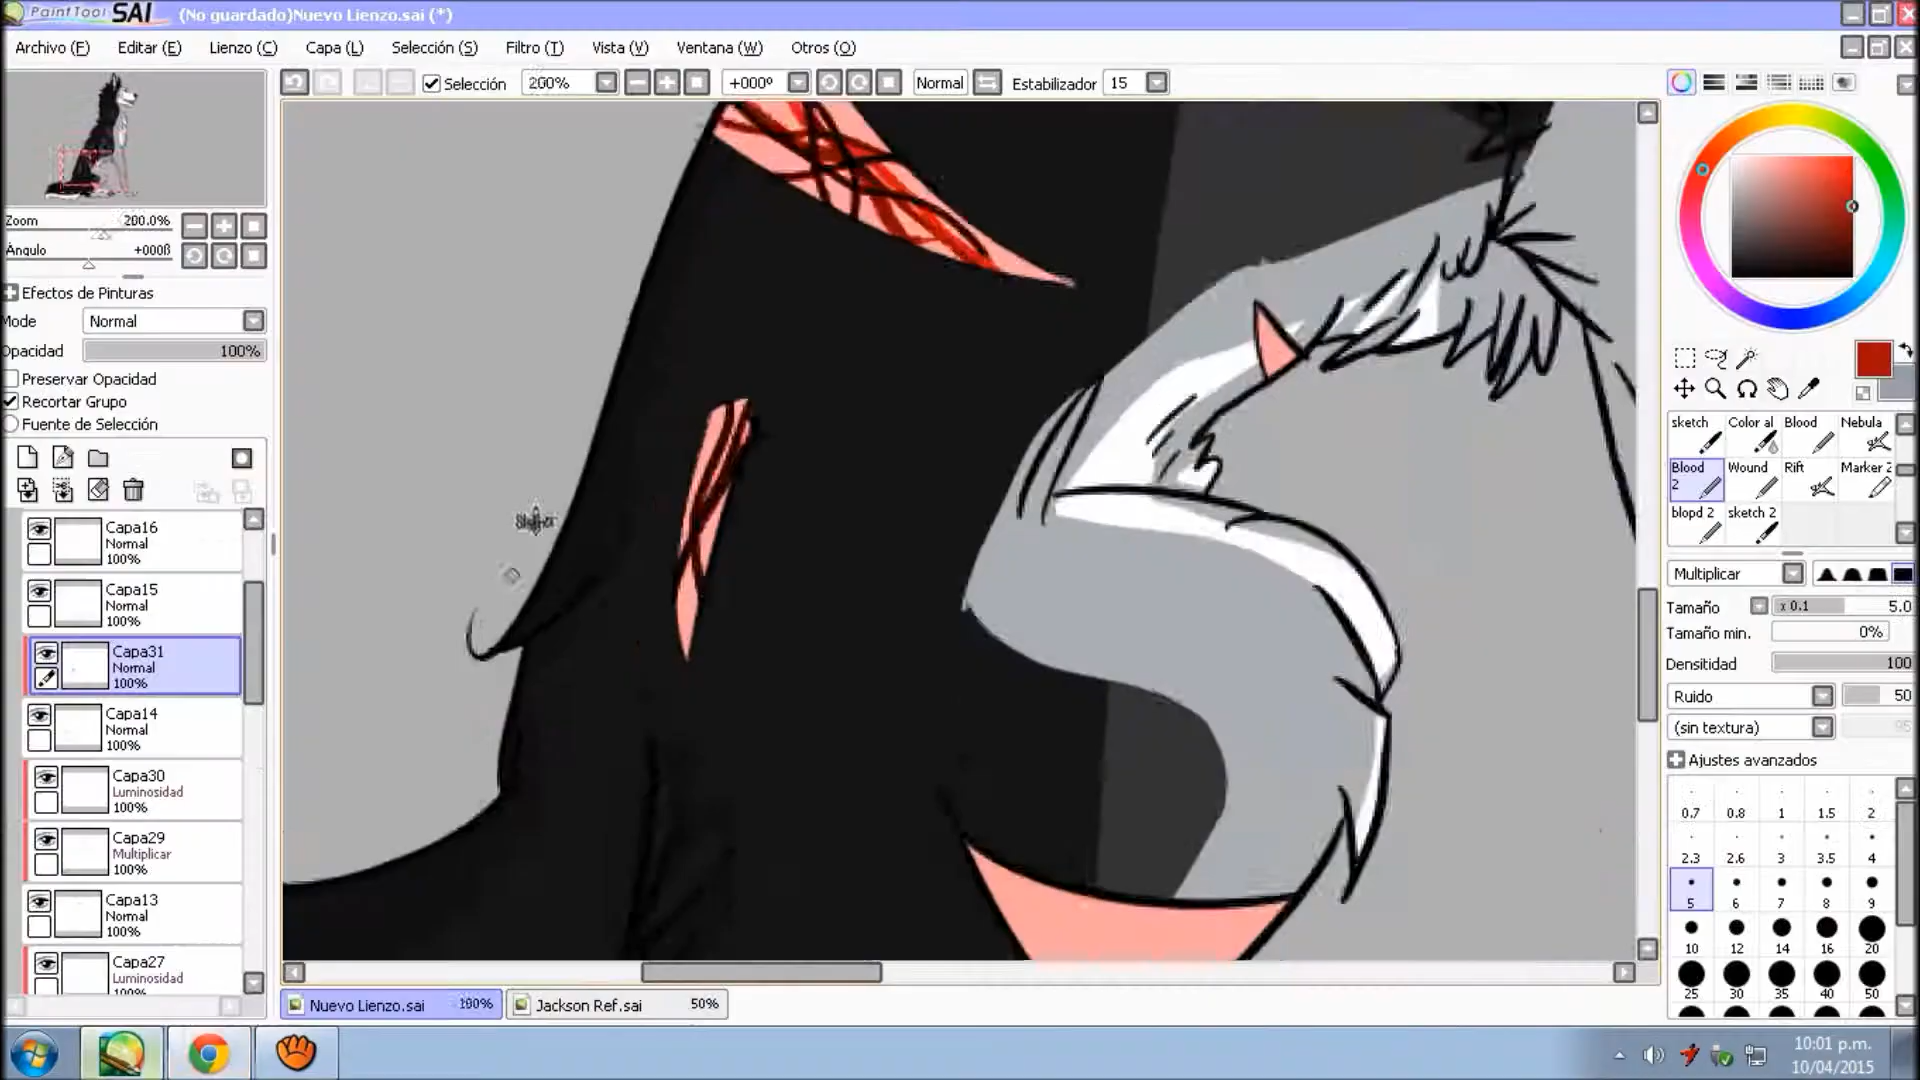 PaintTool SAI (No guardado)Nuevo Lienzo.sai (*)
Archivo (F) Editar (E) Lienzo (C) Capa (L) Selección (S) Filtro (T) Vista (V) Ventana (W) Otros (O)
Selección 200% +000º Normal Estabilizador 15
Zoom 200.0%
Ángulo +000ß
Efectos de Pinturas
Mode Normal
Opacidad 100%
Preservar Opacidad
Recortar Grupo
Fuente de Selección
Capa16
Normal
100%
Capa15
Normal
100%
Capa31
Normal
100%
Capa14
Normal
100%
Capa30
Luminosidad
100%
Capa29
Multiplicar
100%
Capa13
Normal
100%
Capa27
Luminosidad
100%
sketch Color al Blood Nebula
Blood 2 Wound Rift Marker 2
blopd 2 sketch 2
Multiplicar
Tamaño x 0.1 5.0
Tamaño min. 0%
Densitidad 100
Ruido 50
(sin textura) 95
Ajustes avanzados
0.7 0.8 1 1.5 2
2.3 2.6 3 3.5 4
5 6 7 8 9
10 12 14 16 20
25 30 35 40 50
Nuevo Lienzo.sai Jackson Ref.sai 50%
10:01 p.m.
10/04/2015